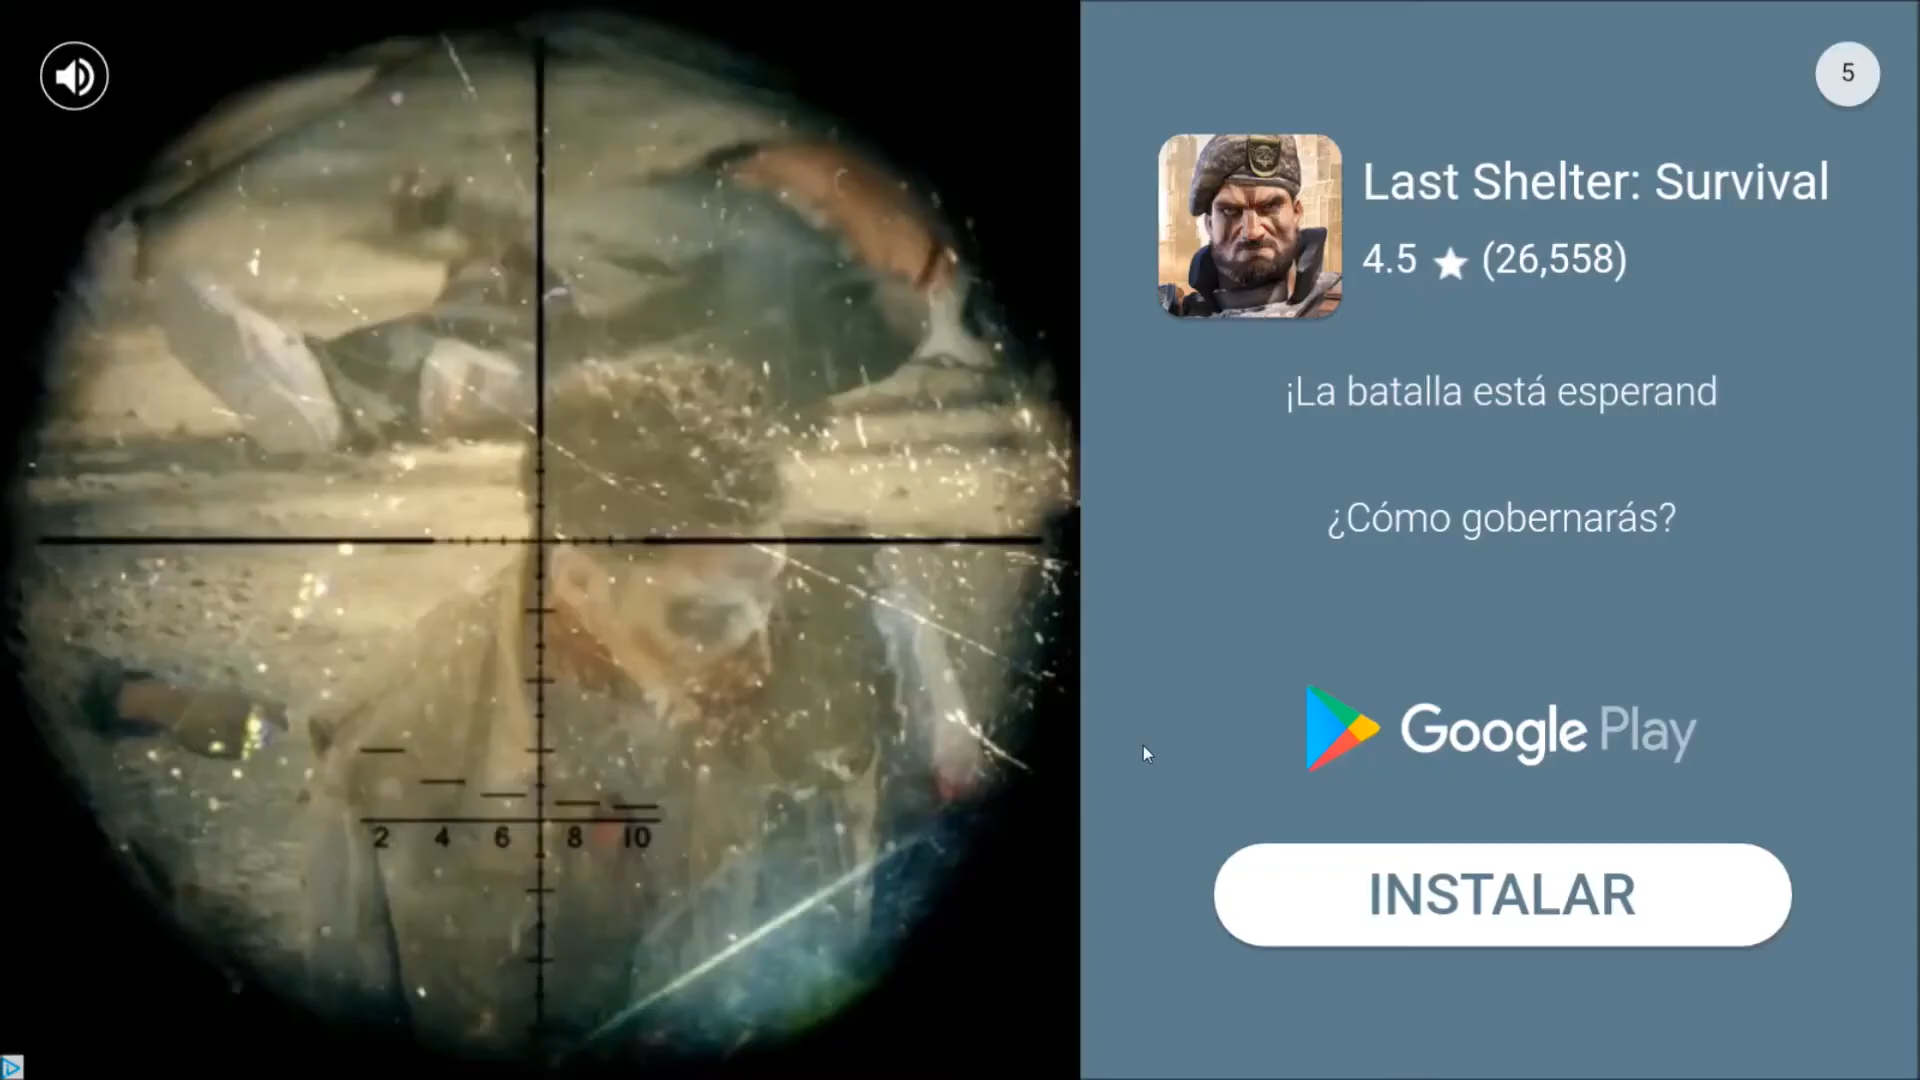 5
Last Shelter: Survival
4.5 ★ (26,558)
¡La batalla está esperand
¿Cómo gobernarás?
Google Play
INSTALAR
2 4 6 8 10